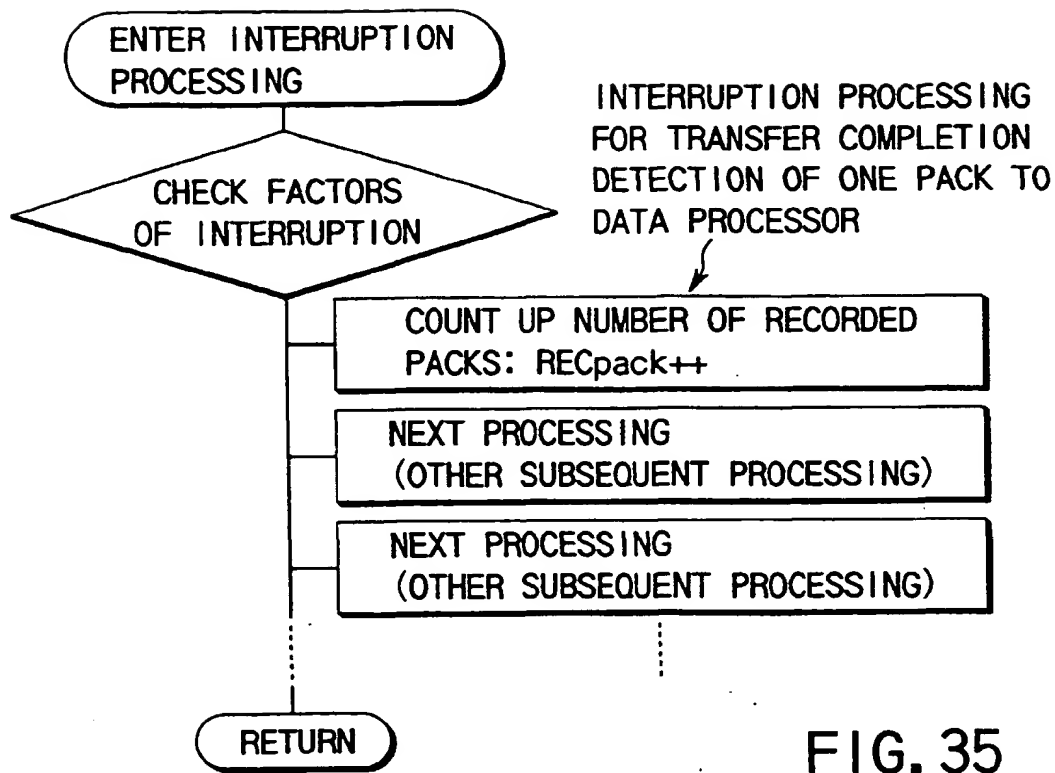 ENTER INTERRUPTION
PROCESSING
INTERRUPTION PROCESSING
FOR TRANSFER COMPLETION
DETECTION OF ONE PACK TO
DATA PROCESSOR
CHECK FACTORS
OF INTERRUPTION
COUNT UP NUMBER OF RECORDED
PACKS: RECpack++
NEXT PROCESSING
(OTHER SUBSEQUENT PROCESSING)
NEXT PROCESSING
(OTHER SUBSEQUENT PROCESSING)
RETURN
FIG. 35